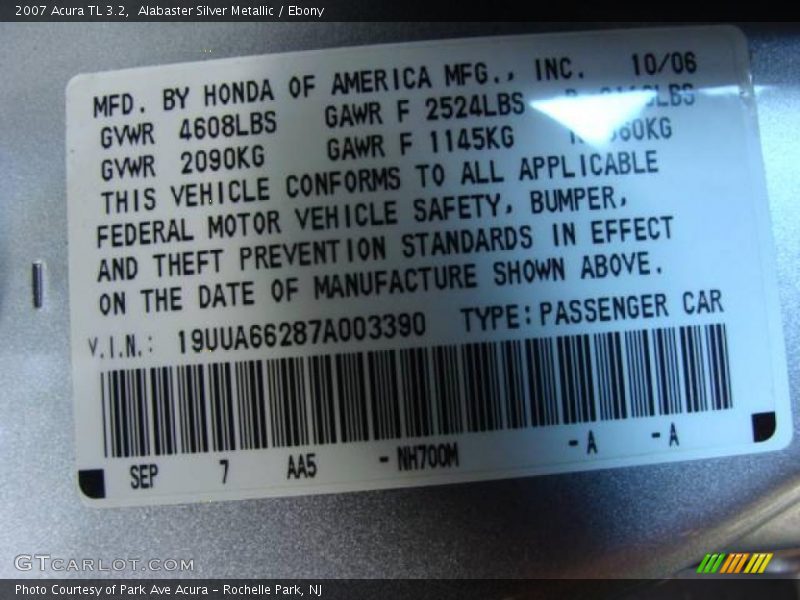 2007 Acura TL 3.2,  Alabaster Silver Metallic / Ebony
MFD. BY HONDA OF AMERICA MFG., INC. 10/06
GVWR 4608LBS GAWR F 2524LBS
GVWR 2090KG GAWR F 1145KG
THIS VEHICLE CONFORMS TO ALL APPLICABLE
FEDERAL MOTOR VEHICLE SAFETY, BUMPER,
AND THEFT PREVENTION STANDARDS IN EFFECT
ON THE DATE OF MANUFACTURE SHOWN ABOVE.
V.I.N.: 19UUA66287A003390 TYPE:PASSENGER CAR
SEP 7 AA5 -NH700M -A -A
GTCARLOT.COM
Photo Courtesy of Park Ave Acura - Rochelle Park, NJ